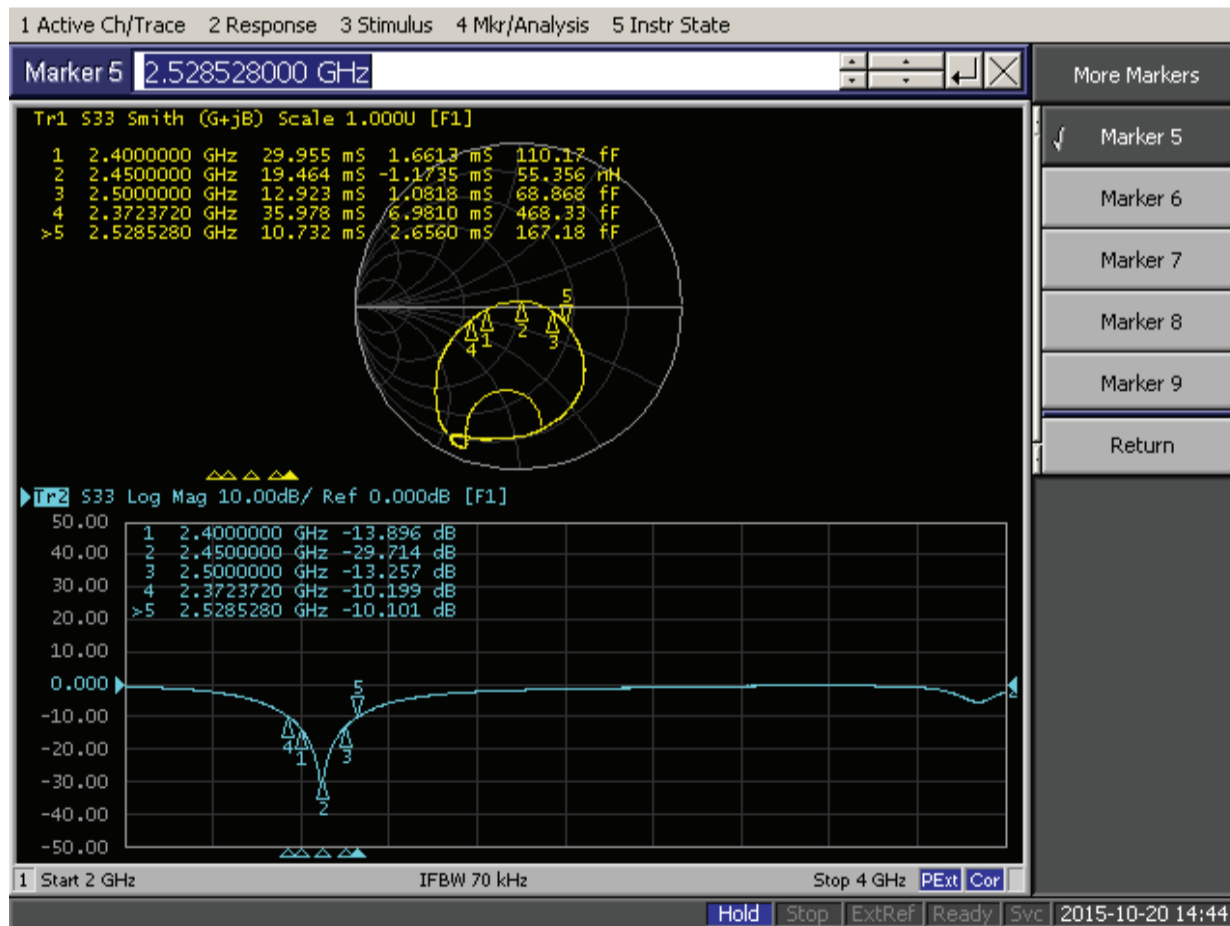 1 Active Ch/Trace 2 Response 3 Stimulus 4 Mkr/Analysis 5 Instr State
Marker 5 2.528528000 GHz
More Markers
Marker 5
Marker 6
Marker 7
Marker 8
Marker 9
Return
Tr1 S33 Smith (G+jB) Scale 1.000U [F1]
1 2.4000000 GHz 29.955 mS 1.6613 mS 110.17 fF
2 2.4500000 GHz 19.464 mS -1.1735 mS 55.356 nH
3 2.5000000 GHz 12.923 mS 1.0818 mS 68.868 fF
4 2.3723720 GHz 35.978 mS 6.9810 mS 468.33 fF
>5 2.5285280 GHz 10.732 mS 2.6560 mS 167.18 fF
5
4 1 2 3
Tr2 S33 Log Mag 10.00dB/ Ref 0.000dB [F1]
50.00
1 2.4000000 GHz -13.896 dB
40.00 2 2.4500000 GHz -29.714 dB
3 2.5000000 GHz -13.257 dB
30.00 4 2.3723720 GHz -10.199 dB
>5 2.5285280 GHz -10.101 dB
20.00
10.00
0.000
5
-10.00
-20.00 4 1 3
-30.00
-40.00 2
-50.00
1 Start 2 GHz IFBW 70 kHz Stop 4 GHz PExt Cor
Hold Stop ExtRef Ready Svc 2015-10-20 14:44